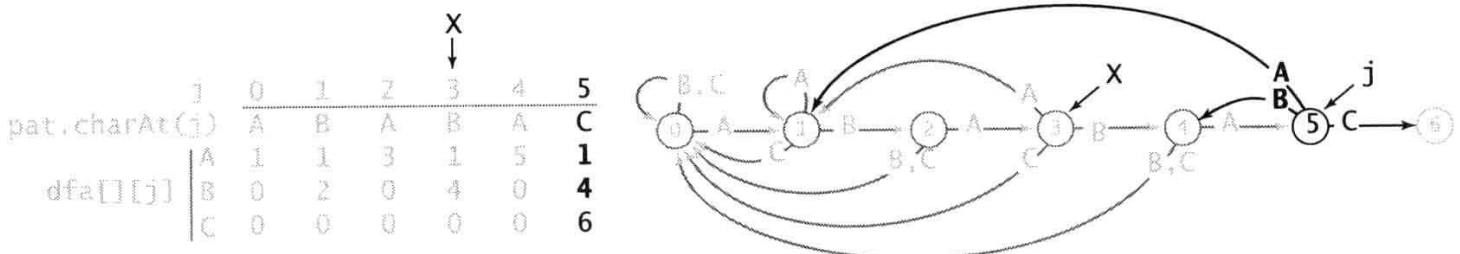 X
j 0 1 2 3 4 5
pat.charAt(j) A B A B A C
A 1 1 3 1 5 1
dfa[][j] B 0 2 0 4 0 4
C 0 0 0 0 0 6
X
j
B,C A A A B
0 A 1 B 2 A 3 B 4 A 5 C 6
C B,C C B,C